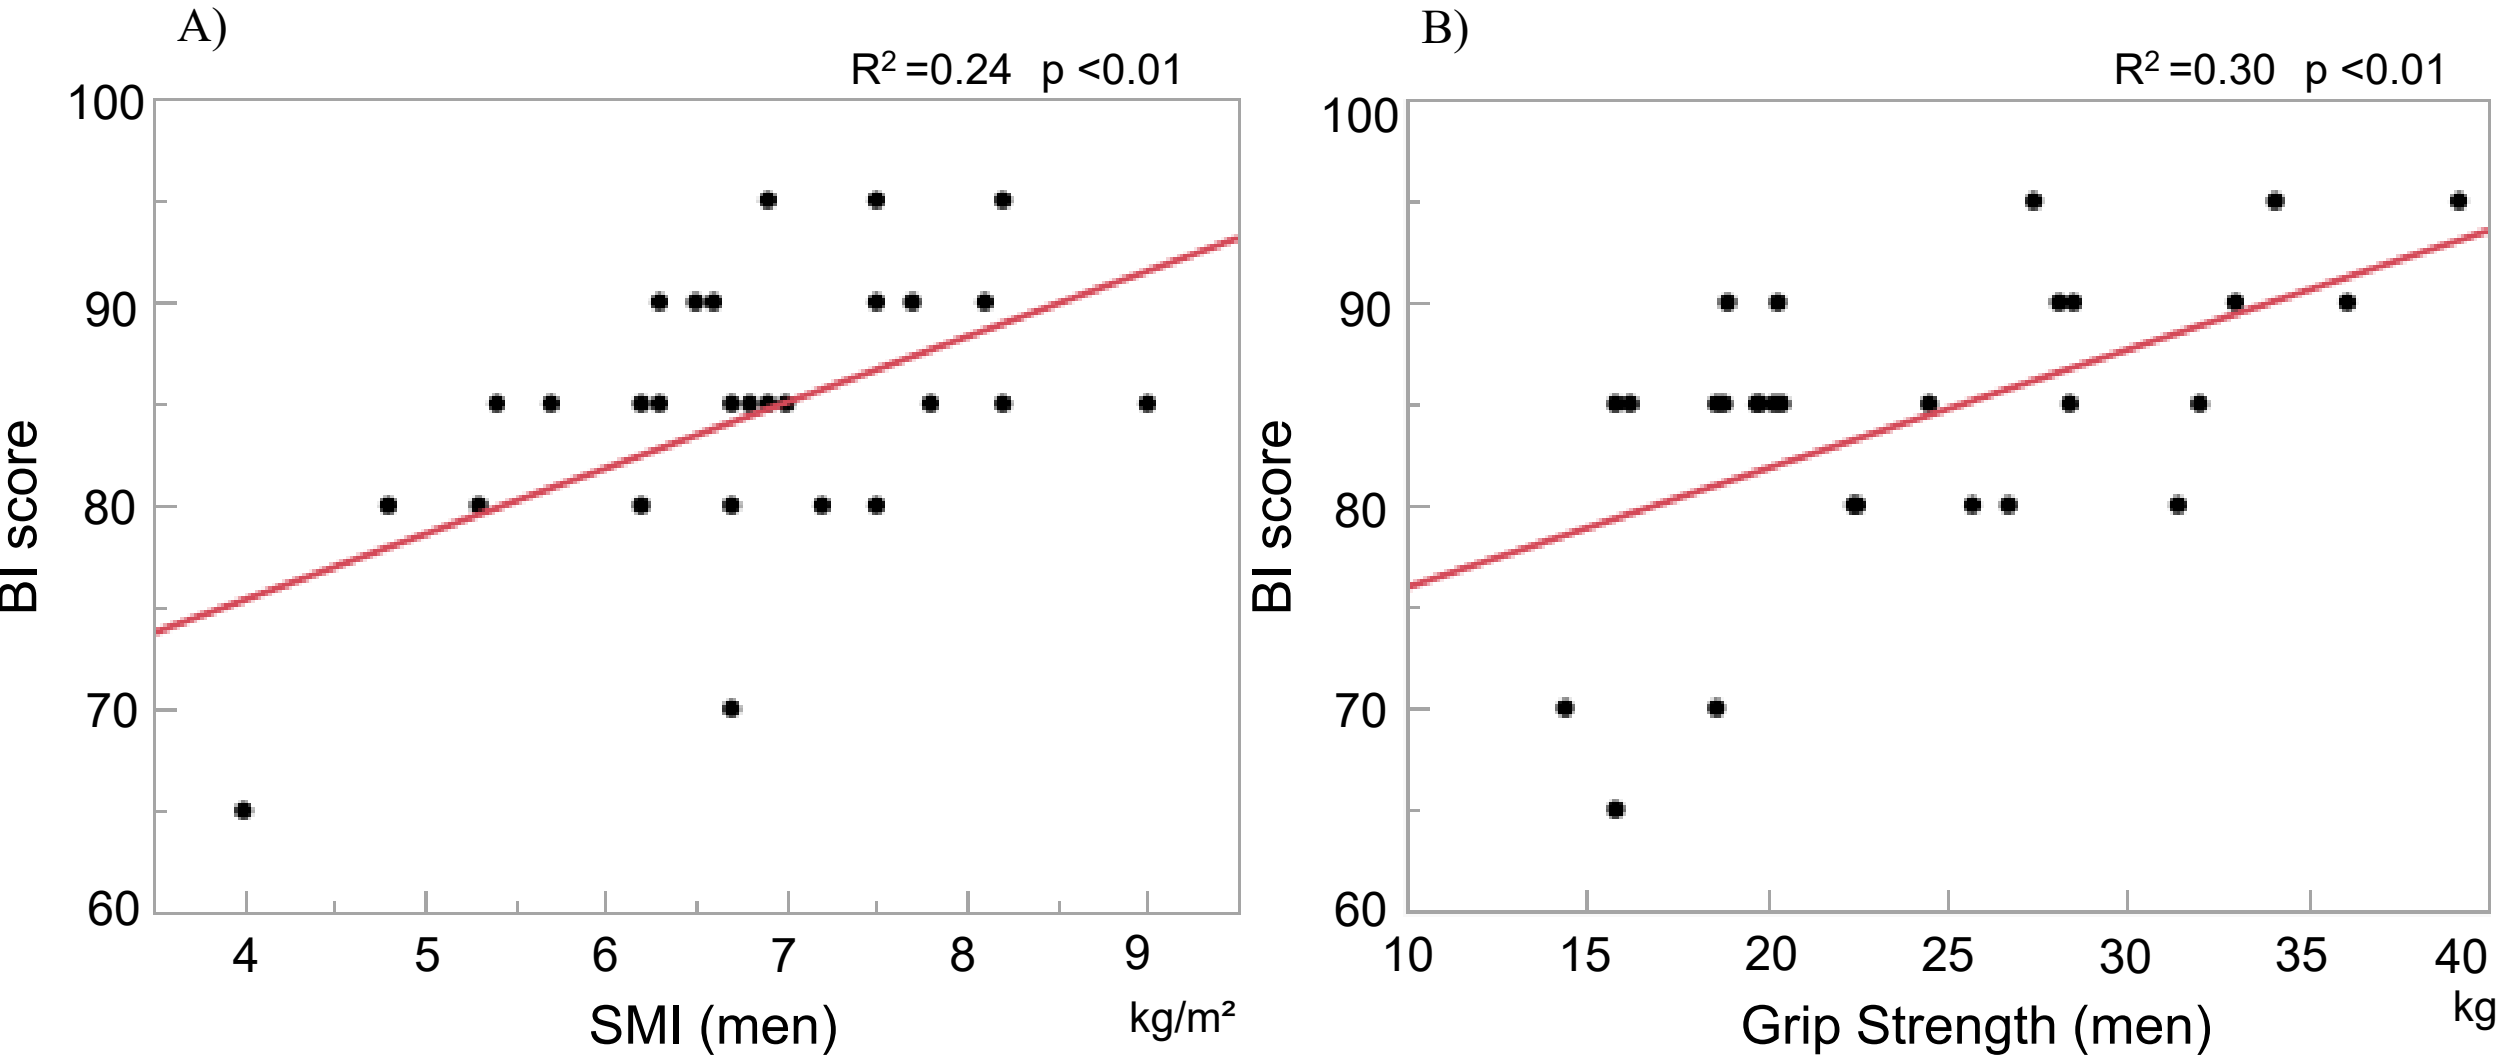 A)
R² =0.24 p <0.01
100
90
80
70
60
BI score
4 5 6 7 8 9
SMI (men) kg/m²
B)
R² =0.30 p <0.01
100
90
80
70
60
BI score
10 15 20 25 30 35 40
kg
Grip Strength (men)